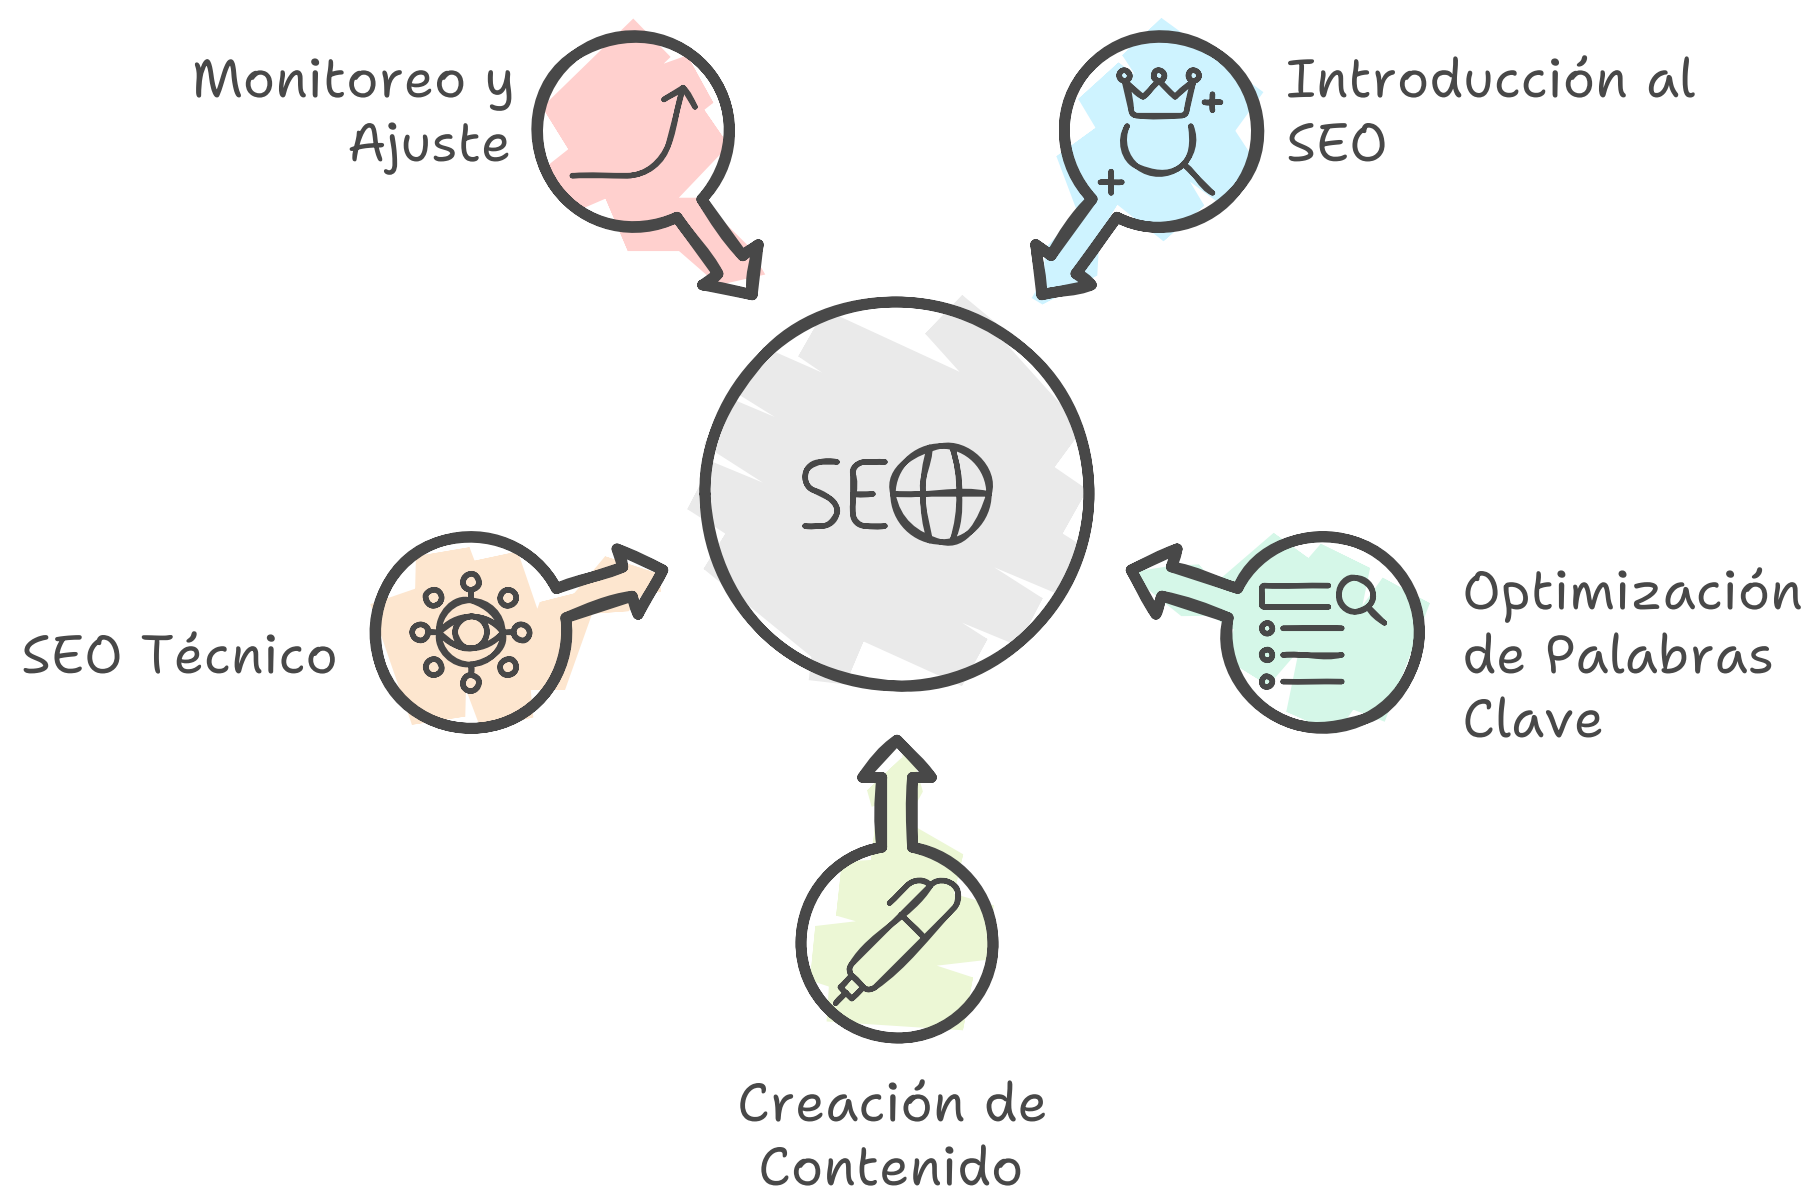 Monitoreo y
Ajuste
Introducción al
SEO
SEO
SEO Técnico
Optimización
de Palabras
Clave
Creación de
Contenido